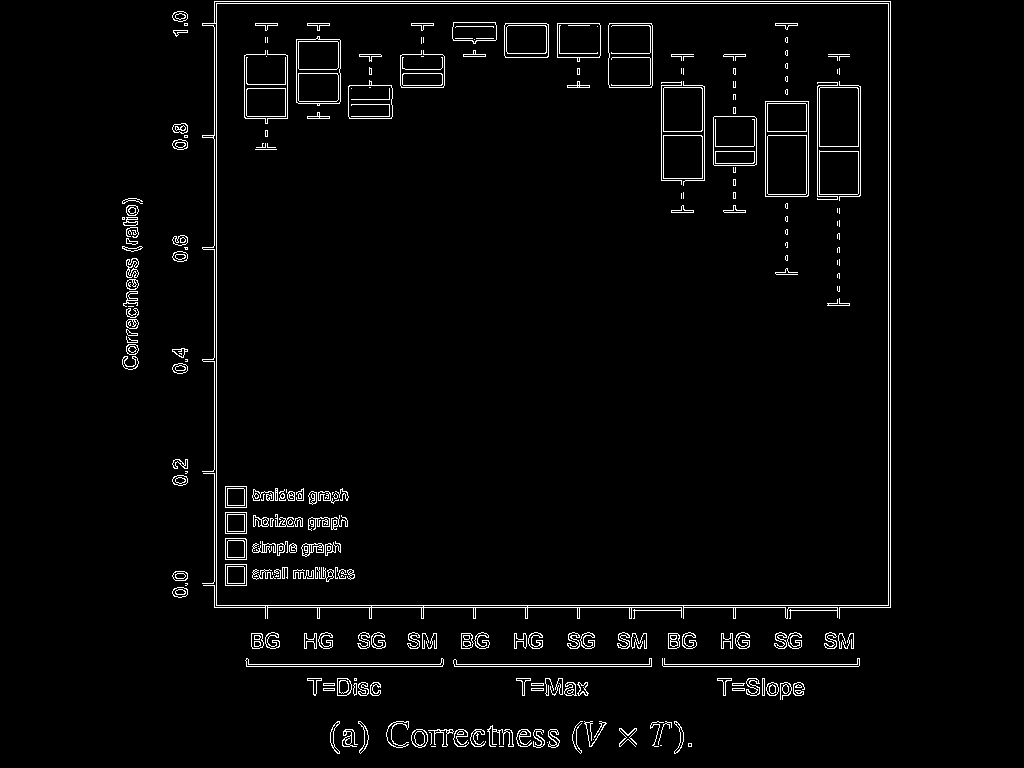 Correctness (ratio)
1.0
0.8
0.6
0.4
0.2
0.0
braided graph
horizon graph
simple graph
small multiples
BG HG SG SM BG HG SG SM BG HG SG SM
T=Disc T=Max T=Slope
(a) Correctness (V × T).